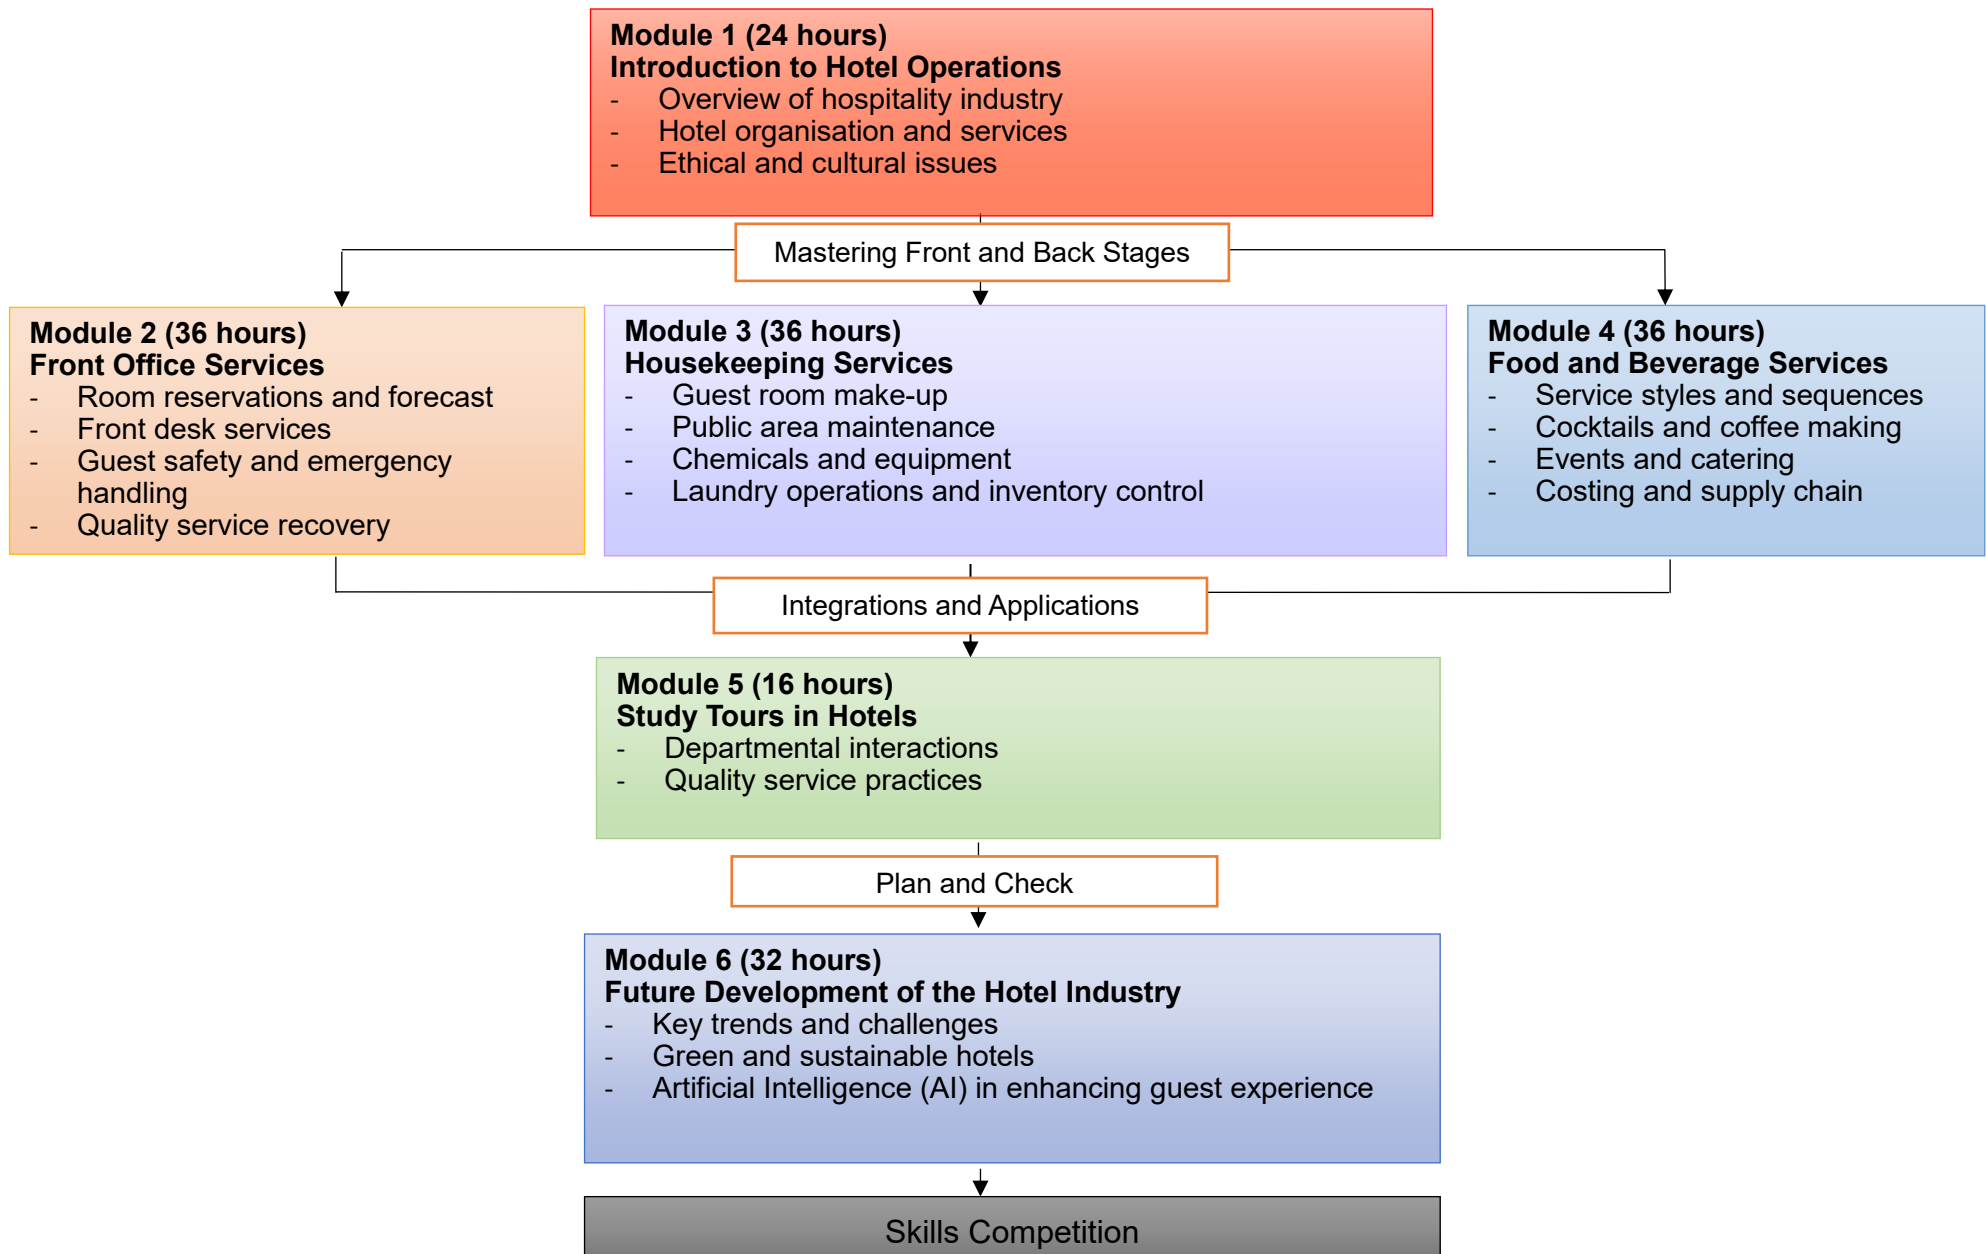 Module 1 (24 hours)
Introduction to Hotel Operations
- Overview of hospitality industry
- Hotel organisation and services
- Ethical and cultural issues
Mastering Front and Back Stages
Module 2 (36 hours)
Front Office Services
- Room reservations and forecast
- Front desk services
- Guest safety and emergency
handling
- Quality service recovery
Module 3 (36 hours)
Housekeeping Services
- Guest room make-up
- Public area maintenance
- Chemicals and equipment
- Laundry operations and inventory control
Module 4 (36 hours)
Food and Beverage Services
- Service styles and sequences
- Cocktails and coffee making
- Events and catering
- Costing and supply chain
Integrations and Applications
Module 5 (16 hours)
Study Tours in Hotels
- Departmental interactions
- Quality service practices
Plan and Check
Module 6 (32 hours)
Future Development of the Hotel Industry
- Key trends and challenges
- Green and sustainable hotels
- Artificial Intelligence (AI) in enhancing guest experience
Skills Competition